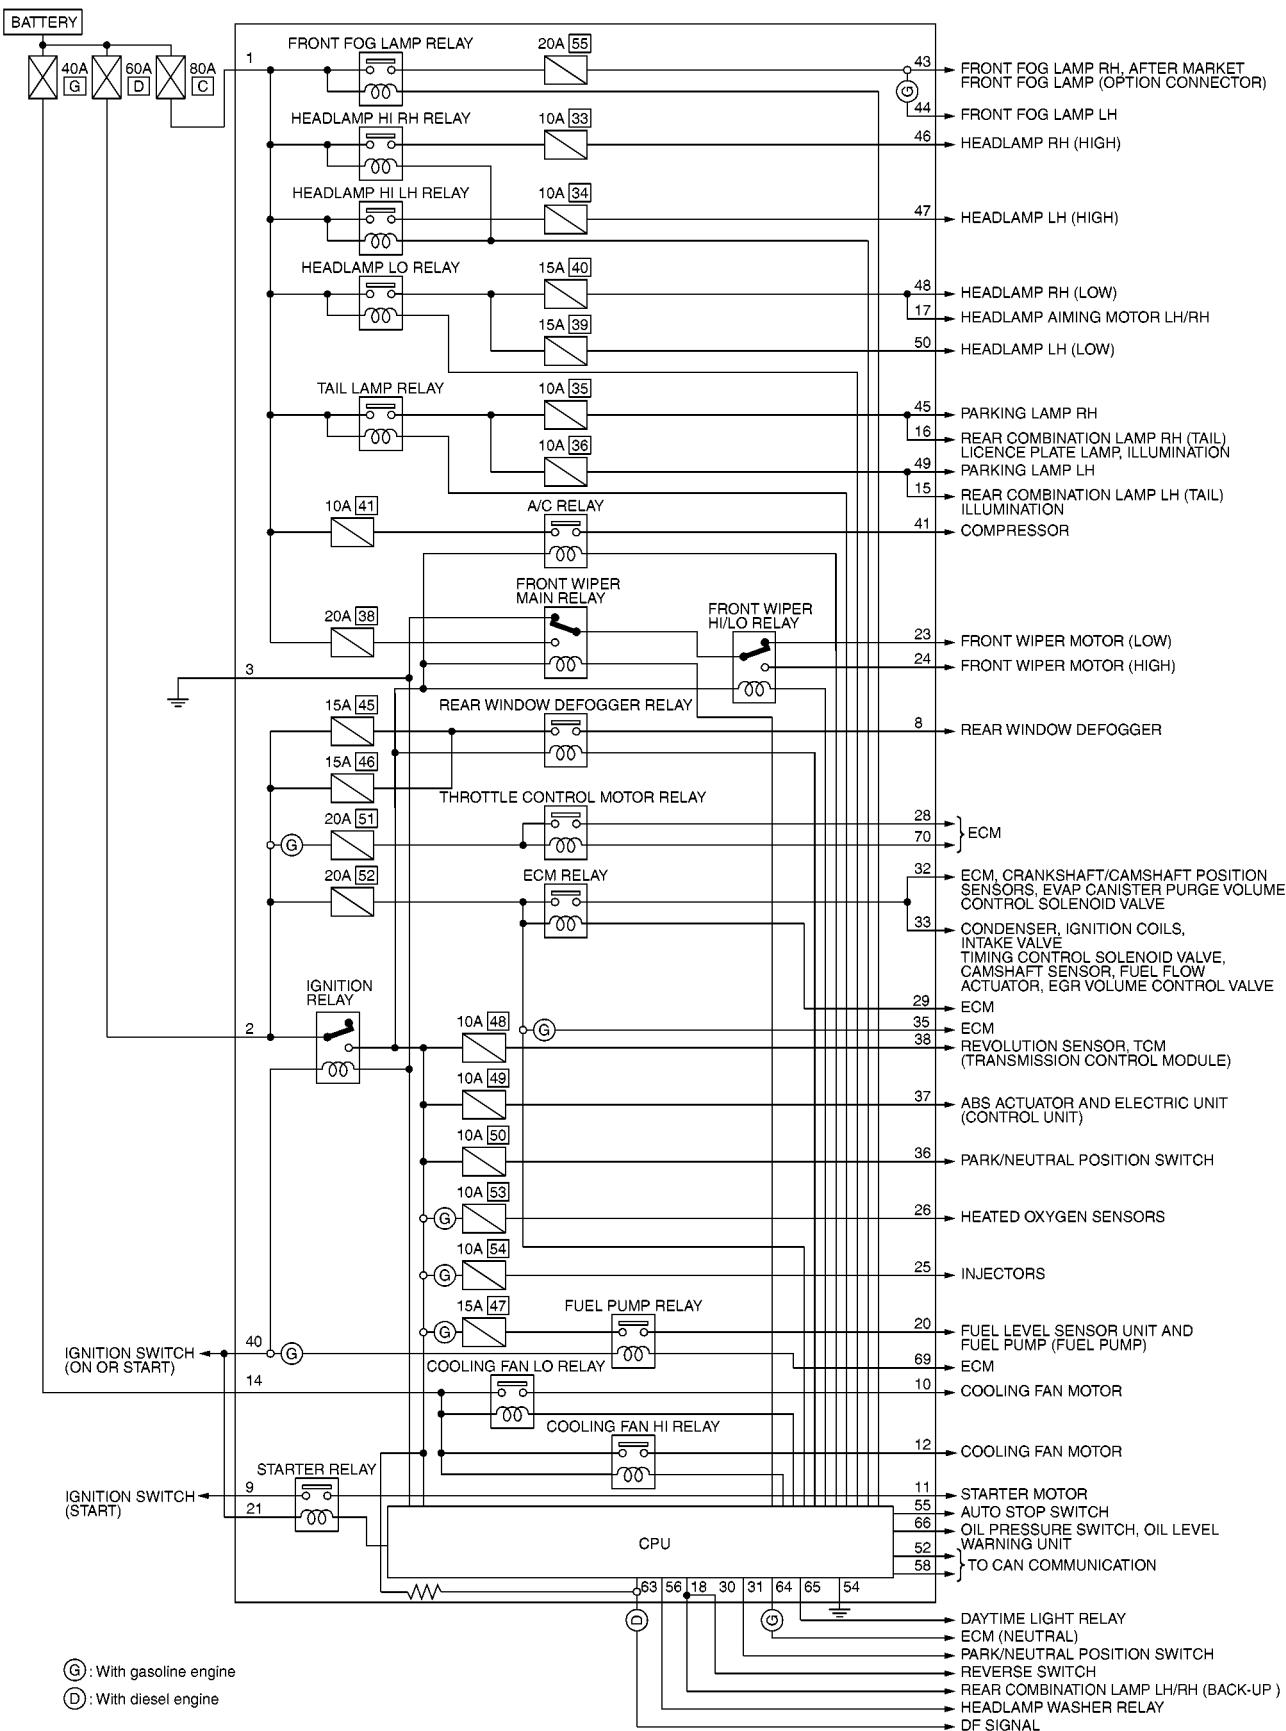 BATTERY
40A G
60A D
80A C
1
FRONT FOG LAMP RELAY
20A 55
43
FRONT FOG LAMP RH, AFTER MARKET
FRONT FOG LAMP (OPTION CONNECTOR)
G
44
FRONT FOG LAMP LH
HEADLAMP HI RH RELAY
10A 33
46
HEADLAMP RH (HIGH)
HEADLAMP HI LH RELAY
10A 34
47
HEADLAMP LH (HIGH)
HEADLAMP LO RELAY
15A 40
48
HEADLAMP RH (LOW)
17
HEADLAMP AIMING MOTOR LH/RH
15A 39
50
HEADLAMP LH (LOW)
TAIL LAMP RELAY
10A 35
45
PARKING LAMP RH
16
REAR COMBINATION LAMP RH (TAIL)
LICENCE PLATE LAMP, ILLUMINATION
10A 36
49
PARKING LAMP LH
15
REAR COMBINATION LAMP LH (TAIL)
ILLUMINATION
10A 41
A/C RELAY
41
COMPRESSOR
FRONT WIPER
MAIN RELAY
20A 38
FRONT WIPER
HI/LO RELAY
23
FRONT WIPER MOTOR (LOW)
24
FRONT WIPER MOTOR (HIGH)
3
15A 45
REAR WINDOW DEFOGGER RELAY
8
REAR WINDOW DEFOGGER
15A 46
THROTTLE CONTROL MOTOR RELAY
20A 51
G
28
70
ECM
20A 52
ECM RELAY
32
ECM, CRANKSHAFT/CAMSHAFT POSITION
SENSORS, EVAP CANISTER PURGE VOLUME
CONTROL SOLENOID VALVE
33
CONDENSER, IGNITION COILS,
INTAKE VALVE
TIMING CONTROL SOLENOID VALVE,
CAMSHAFT SENSOR, FUEL FLOW
ACTUATOR, EGR VOLUME CONTROL VALVE
IGNITION
RELAY
29
ECM
2
10A 48
G
35
ECM
38
REVOLUTION SENSOR, TCM
(TRANSMISSION CONTROL MODULE)
10A 49
37
ABS ACTUATOR AND ELECTRIC UNIT
(CONTROL UNIT)
10A 50
36
PARK/NEUTRAL POSITION SWITCH
10A 53
G
26
HEATED OXYGEN SENSORS
10A 54
G
25
INJECTORS
15A 47
G
FUEL PUMP RELAY
20
FUEL LEVEL SENSOR UNIT AND
FUEL PUMP (FUEL PUMP)
IGNITION SWITCH
(ON OR START)
40
G
69
ECM
14
COOLING FAN LO RELAY
10
COOLING FAN MOTOR
COOLING FAN HI RELAY
12
COOLING FAN MOTOR
STARTER RELAY
IGNITION SWITCH
(START)
9
21
11
STARTER MOTOR
CPU
55
AUTO STOP SWITCH
66
OIL PRESSURE SWITCH, OIL LEVEL
WARNING UNIT
52
58
TO CAN COMMUNICATION
63 56 18 30 31 64 65 54
D
G
DAYTIME LIGHT RELAY
ECM (NEUTRAL)
PARK/NEUTRAL POSITION SWITCH
REVERSE SWITCH
REAR COMBINATION LAMP LH/RH (BACK-UP )
HEADLAMP WASHER RELAY
DF SIGNAL
G : With gasoline engine
D : With diesel engine